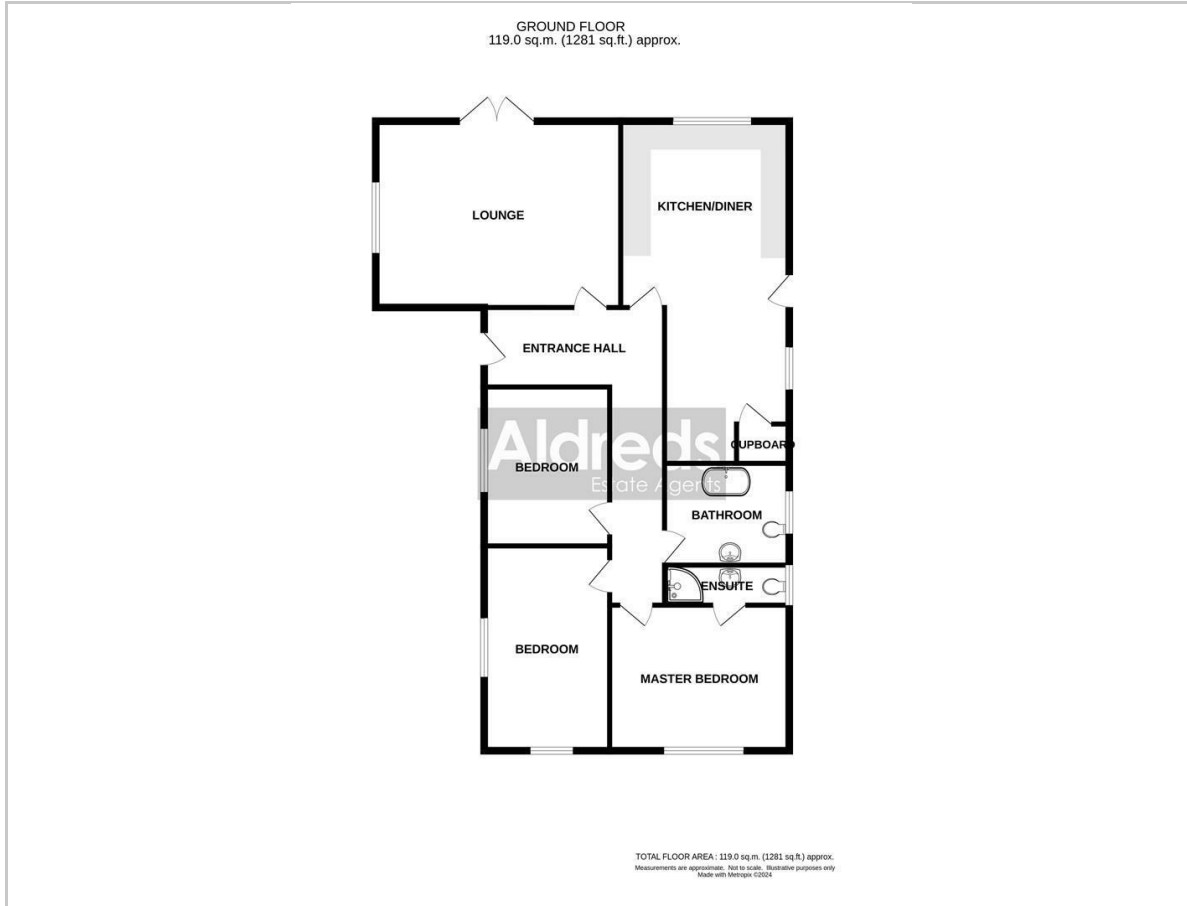 GROUND FLOOR
119.0 sq.m. (1281 sq.ft.) approx.
LOUNGE
KITCHEN/DINER
ENTRANCE HALL
Aldreds
Estate Agents
CUPBOARD
BEDROOM
BATHROOM
ENSUITE
BEDROOM
MASTER BEDROOM
TOTAL FLOOR AREA : 119.0 sq.m. (1281 sq.ft.) approx.
Measurements are approximate. Not to scale. Illustrative purposes only
Made with Metropix ©2024